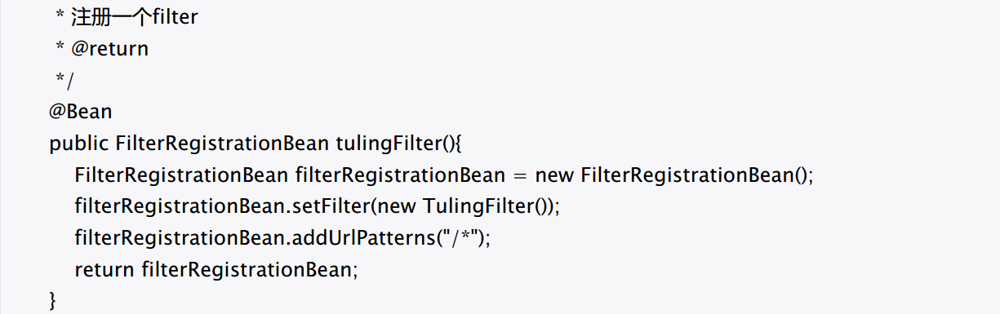 * 注册一个filter
* @return
*/
@Bean
public FilterRegistrationBean tulingFilter(){
FilterRegistrationBean filterRegistrationBean = new FilterRegistrationBean();
filterRegistrationBean.setFilter(new TulingFilter());
filterRegistrationBean.addUrlPatterns("/*");
return filterRegistrationBean;
}